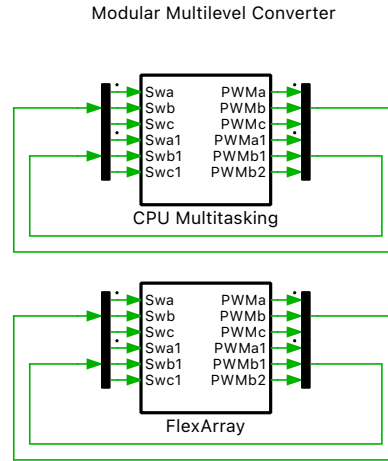 Modular Multilevel Converter
Swa PWMa
Swb PWMb
Swc PWMc
Swa1 PWMa1
Swb1 PWMb1
Swc1 PWMb2
CPU Multitasking
Swa PWMa
Swb PWMb
Swc PWMc
Swa1 PWMa1
Swb1 PWMb1
Swc1 PWMb2
FlexArray